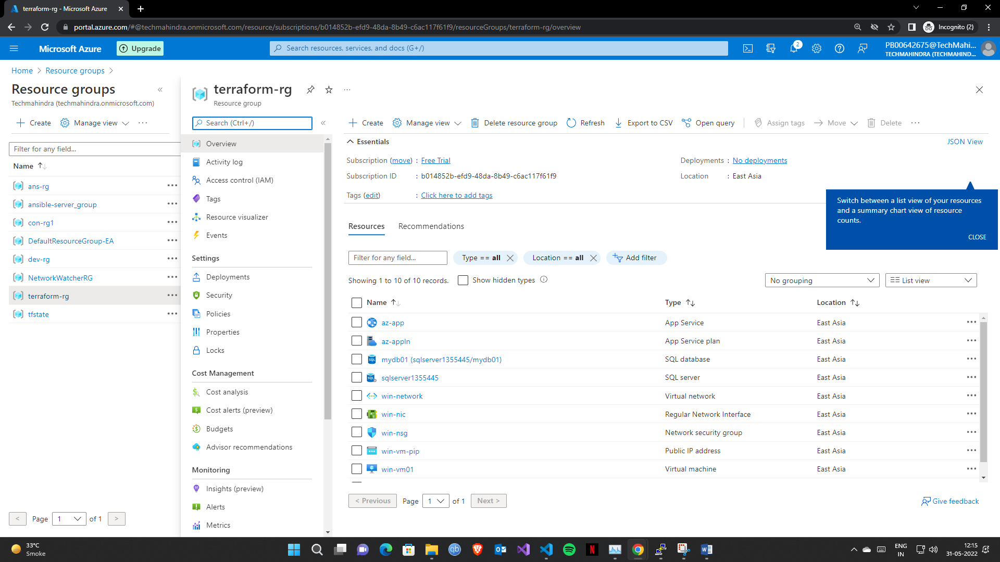 terraform-rg - Microsoft Azure
portal.azure.com/#@techmahindra.onmicrosoft.com/resource/subscriptions/b014852b-efd9-48da-8b49-c6ac117f61f9/resourceGroups/terraform-rg/overview
Incognito (2)
Microsoft Azure
Upgrade
Search resources, services, and docs (G+/)
2
PB00642675@TechMahi...
TECHMAHINDRA (TECHMAHIND...
Home > Resource groups >
Resource groups
Techmahindra (techmahindra.onmicrosoft.com)
Create
Manage view
Filter for any field...
Name
ans-rg
ansible-server_group
con-rg1
DefaultResourceGroup-EA
dev-rg
NetworkWatcherRG
terraform-rg
tfstate
< Page 1 of 1 >
terraform-rg
Resource group
Search (Ctrl+/)
Overview
Activity log
Access control (IAM)
Tags
Resource visualizer
Events
Settings
Deployments
Security
Policies
Properties
Locks
Cost Management
Cost analysis
Cost alerts (preview)
Budgets
Advisor recommendations
Monitoring
Insights (preview)
Alerts
Metrics
Create
Manage view
Delete resource group
Refresh
Export to CSV
Open query
Assign tags
Move
Delete
Essentials
JSON View
Subscription (move) : Free Trial
Subscription ID : b014852b-efd9-48da-8b49-c6ac117f61f9
Tags (edit) : Click here to add tags
Deployments : No deployments
Location : East Asia
Switch between a list view of your resources
and a summary chart view of resource
counts.
CLOSE
Resources
Recommendations
Filter for any field...
Type == all
Location == all
Add filter
Showing 1 to 10 of 10 records.
Show hidden types
No grouping
List view
Name Type Location
az-app App Service East Asia
az-appln App Service plan East Asia
mydb01 (sqlserver1355445/mydb01) SQL database East Asia
sqlserver1355445 SQL server East Asia
win-network Virtual network East Asia
win-nic Regular Network Interface East Asia
win-nsg Network security group East Asia
win-vm-pip Public IP address East Asia
win-vm01 Virtual machine East Asia
< Previous Page 1 of 1 Next >
Give feedback
33°C
Smoke
ENG
IN
12:15
31-05-2022